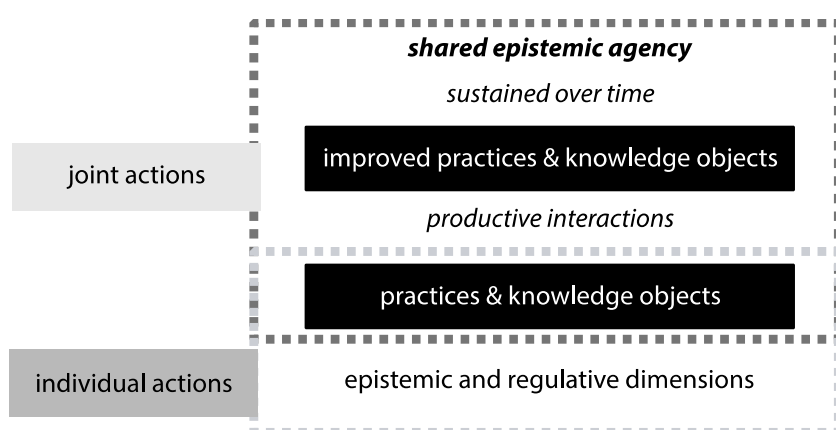 shared epistemic agency
sustained over time
improved practices & knowledge objects
joint actions
productive interactions
practices & knowledge objects
individual actions
epistemic and regulative dimensions